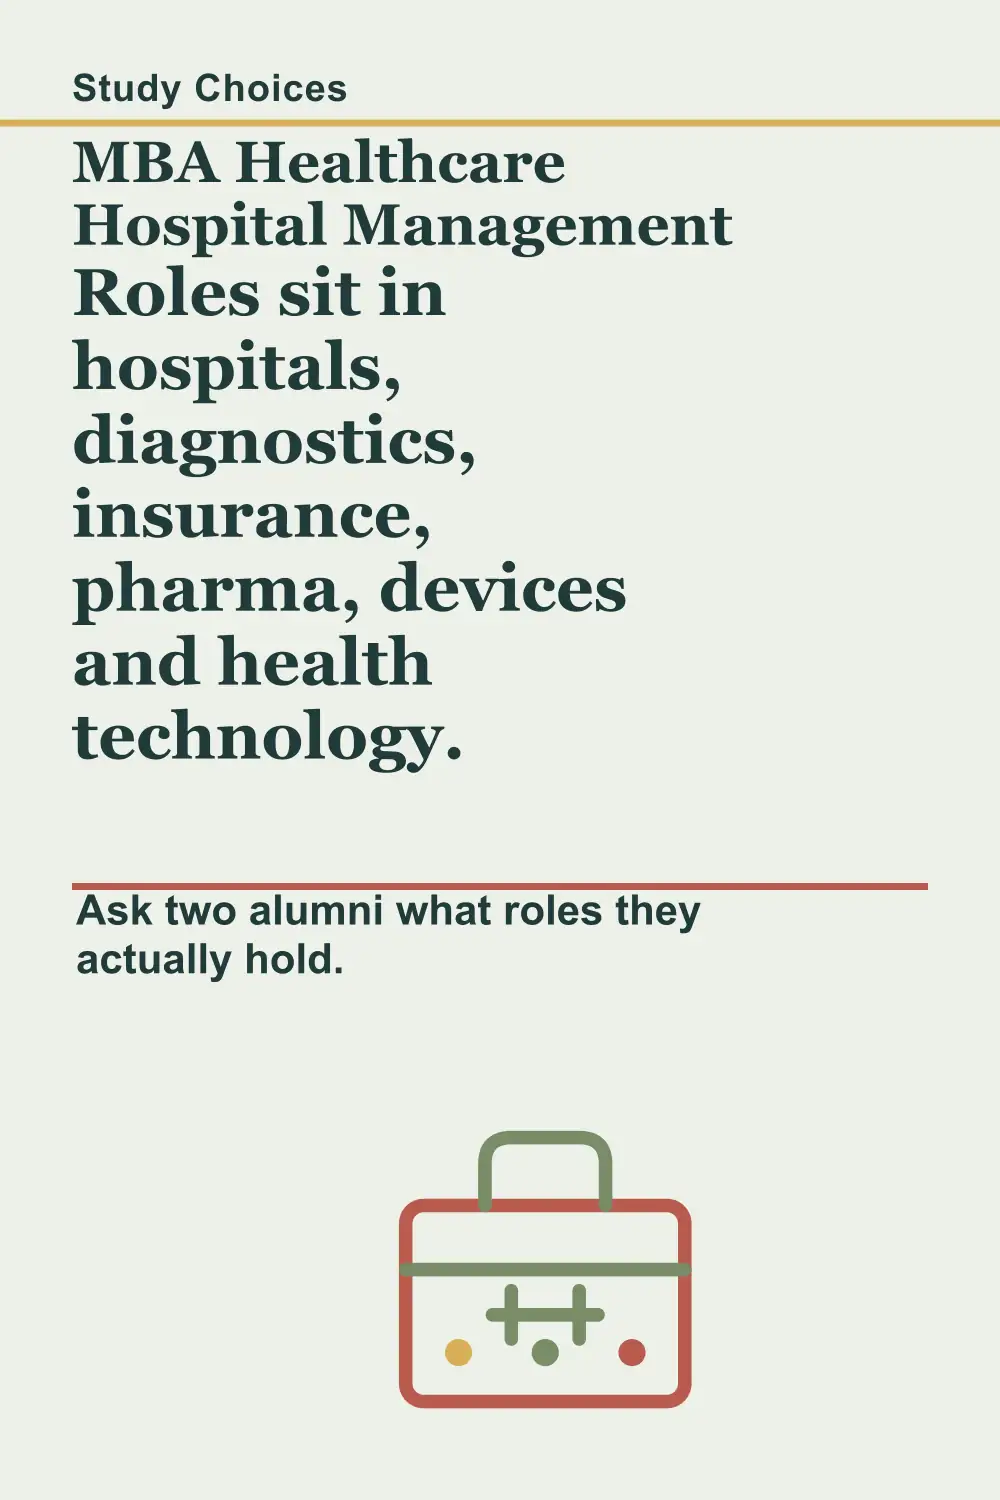 Study Choices
MBA Healthcare
Hospital Management
Roles sit in
hospitals,
diagnostics,
insurance,
pharma, devices
and health
technology.
Ask two alumni what roles they
actually hold.